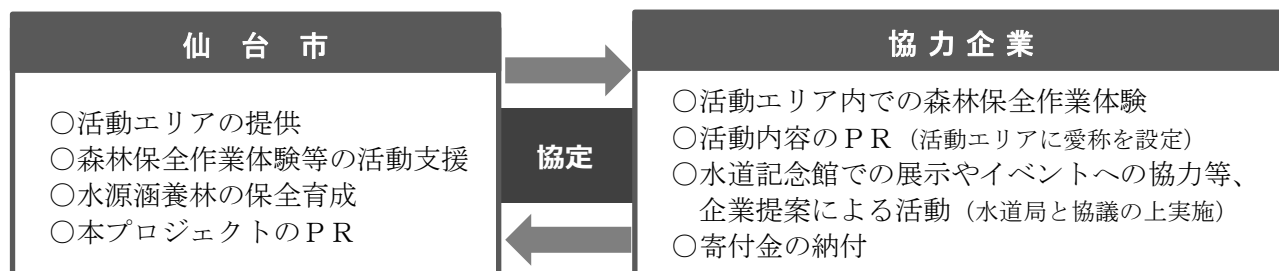 仙台市
○活動エリアの提供
○森林保全作業体験等の活動支援
○水源涵養林の保全育成
○本プロジェクトのＰＲ
協定
協力企業
○活動エリア内での森林保全作業体験
○活動内容のＰＲ（活動エリアに愛称を設定）
○水道記念館での展示やイベントへの協力等、
企業提案による活動（水道局と協議の上実施）
○寄付金の納付